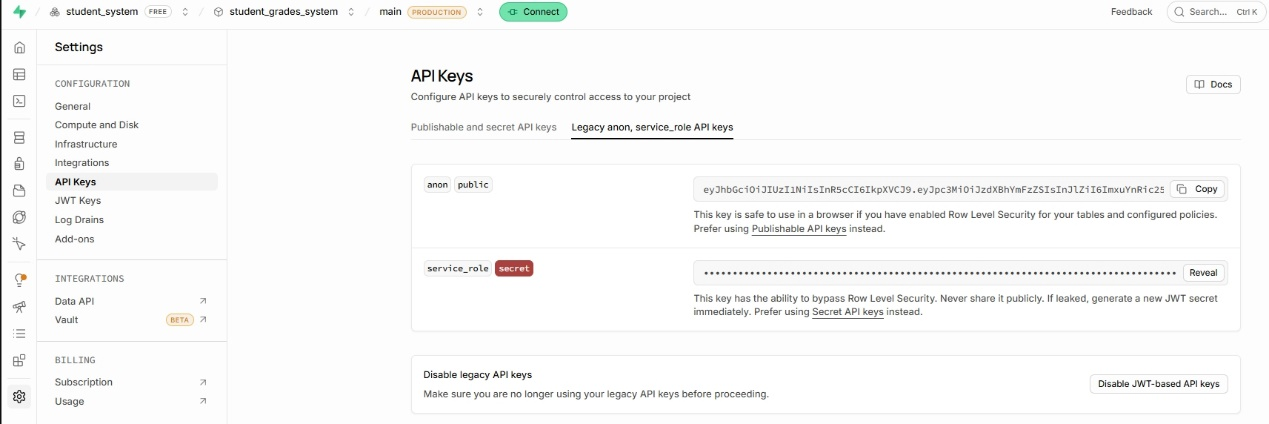 student_system FREE / student_grades_system / main PRODUCTION Connect Feedback Search... Ctrl K
Settings
CONFIGURATION
General
Compute and Disk
Infrastructure
Integrations
API Keys
JWT Keys
Log Drains
Add-ons
INTEGRATIONS
Data API
Vault BETA
BILLING
Subscription
Usage
API Keys
Configure API keys to securely control access to your project
Docs
Publishable and secret API keys Legacy anon, service_role API keys
anon public
eyJhbGciOiJIUzI1NiIsInR5cCI6IkpXVCJ9.eyJpc3MiOiJzdXBhYmFzZSIsInJlZiI6ImxuYnRic25 Copy
This key is safe to use in a browser if you have enabled Row Level Security for your tables and configured policies.
Prefer using Publishable API keys instead.
service_role secret
Reveal
This key has the ability to bypass Row Level Security. Never share it publicly. If leaked, generate a new JWT secret
immediately. Prefer using Secret API keys instead.
Disable legacy API keys
Make sure you are no longer using your legacy API keys before proceeding.
Disable JWT-based API keys